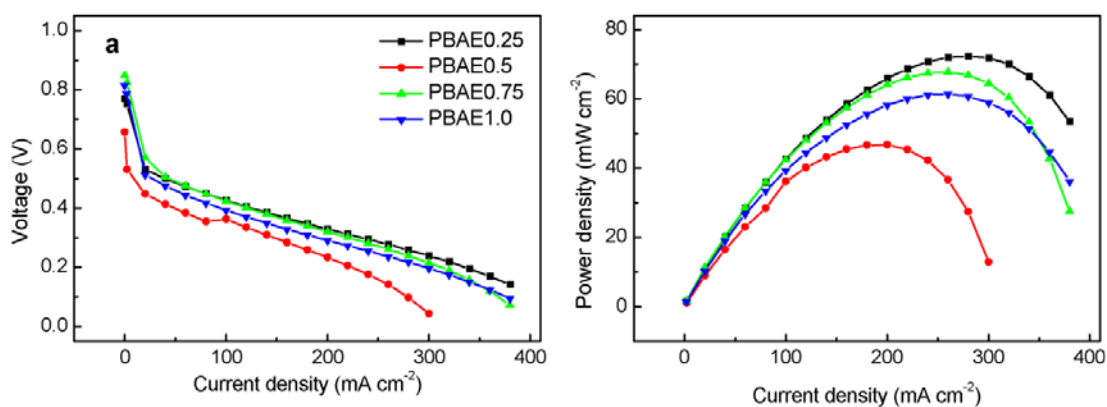 a
PBAE0.25
PBAE0.5
PBAE0.75
PBAE1.0
Voltage (V)
1.0
0.8
0.6
0.4
0.2
0.0
0
100
200
300
400
Current density (mA cm⁻²)
Power density (mW cm⁻²)
80
60
40
20
0
0
100
200
300
400
Current density (mA cm⁻²)